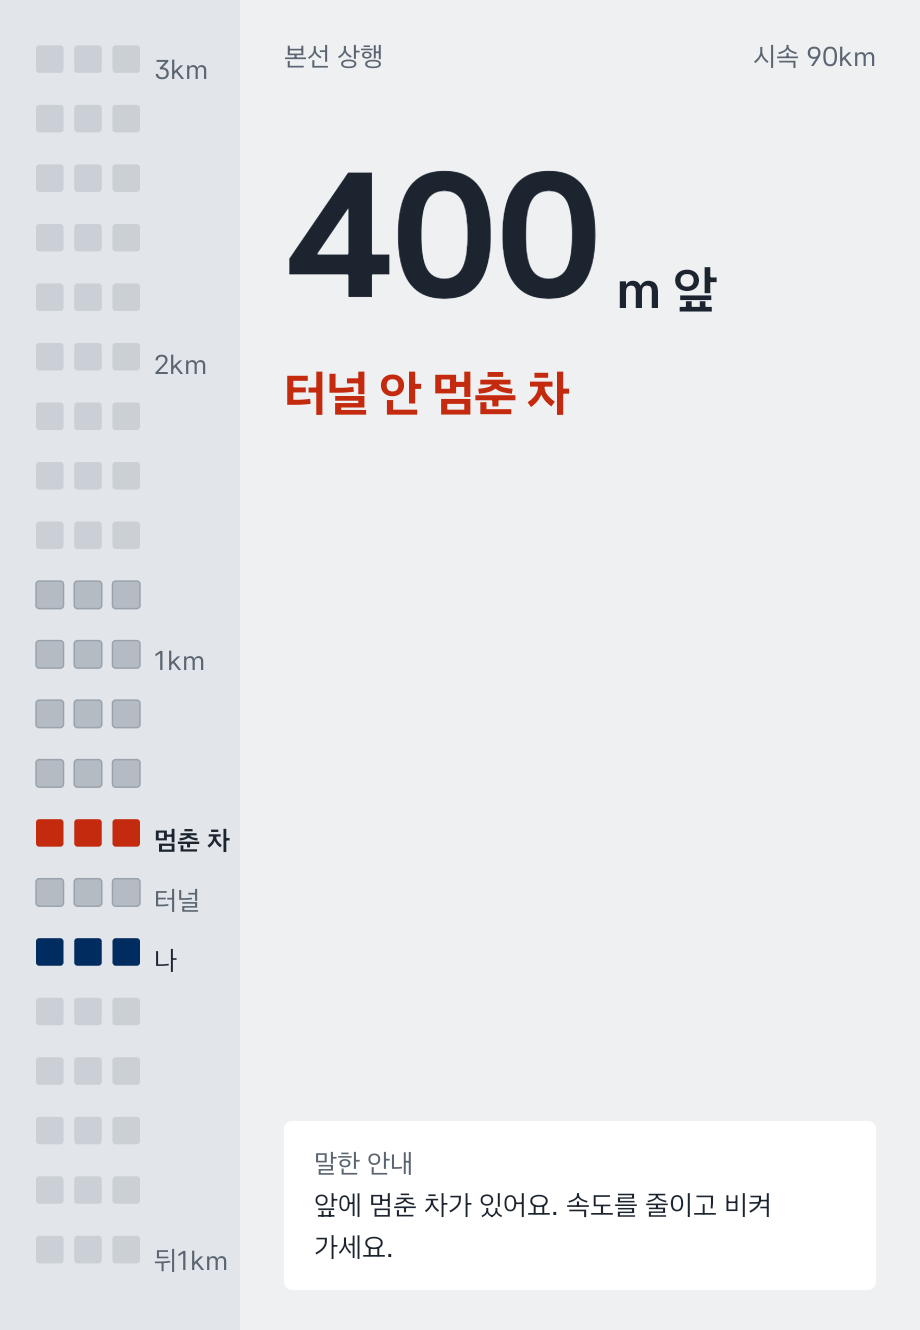 3km
2km
1km
멈춘 차
터널
나
뒤1km
본선 상행
시속 90km
400 m 앞
터널 안 멈춘 차
말한 안내
앞에 멈춘 차가 있어요. 속도를 줄이고 비켜
가세요.